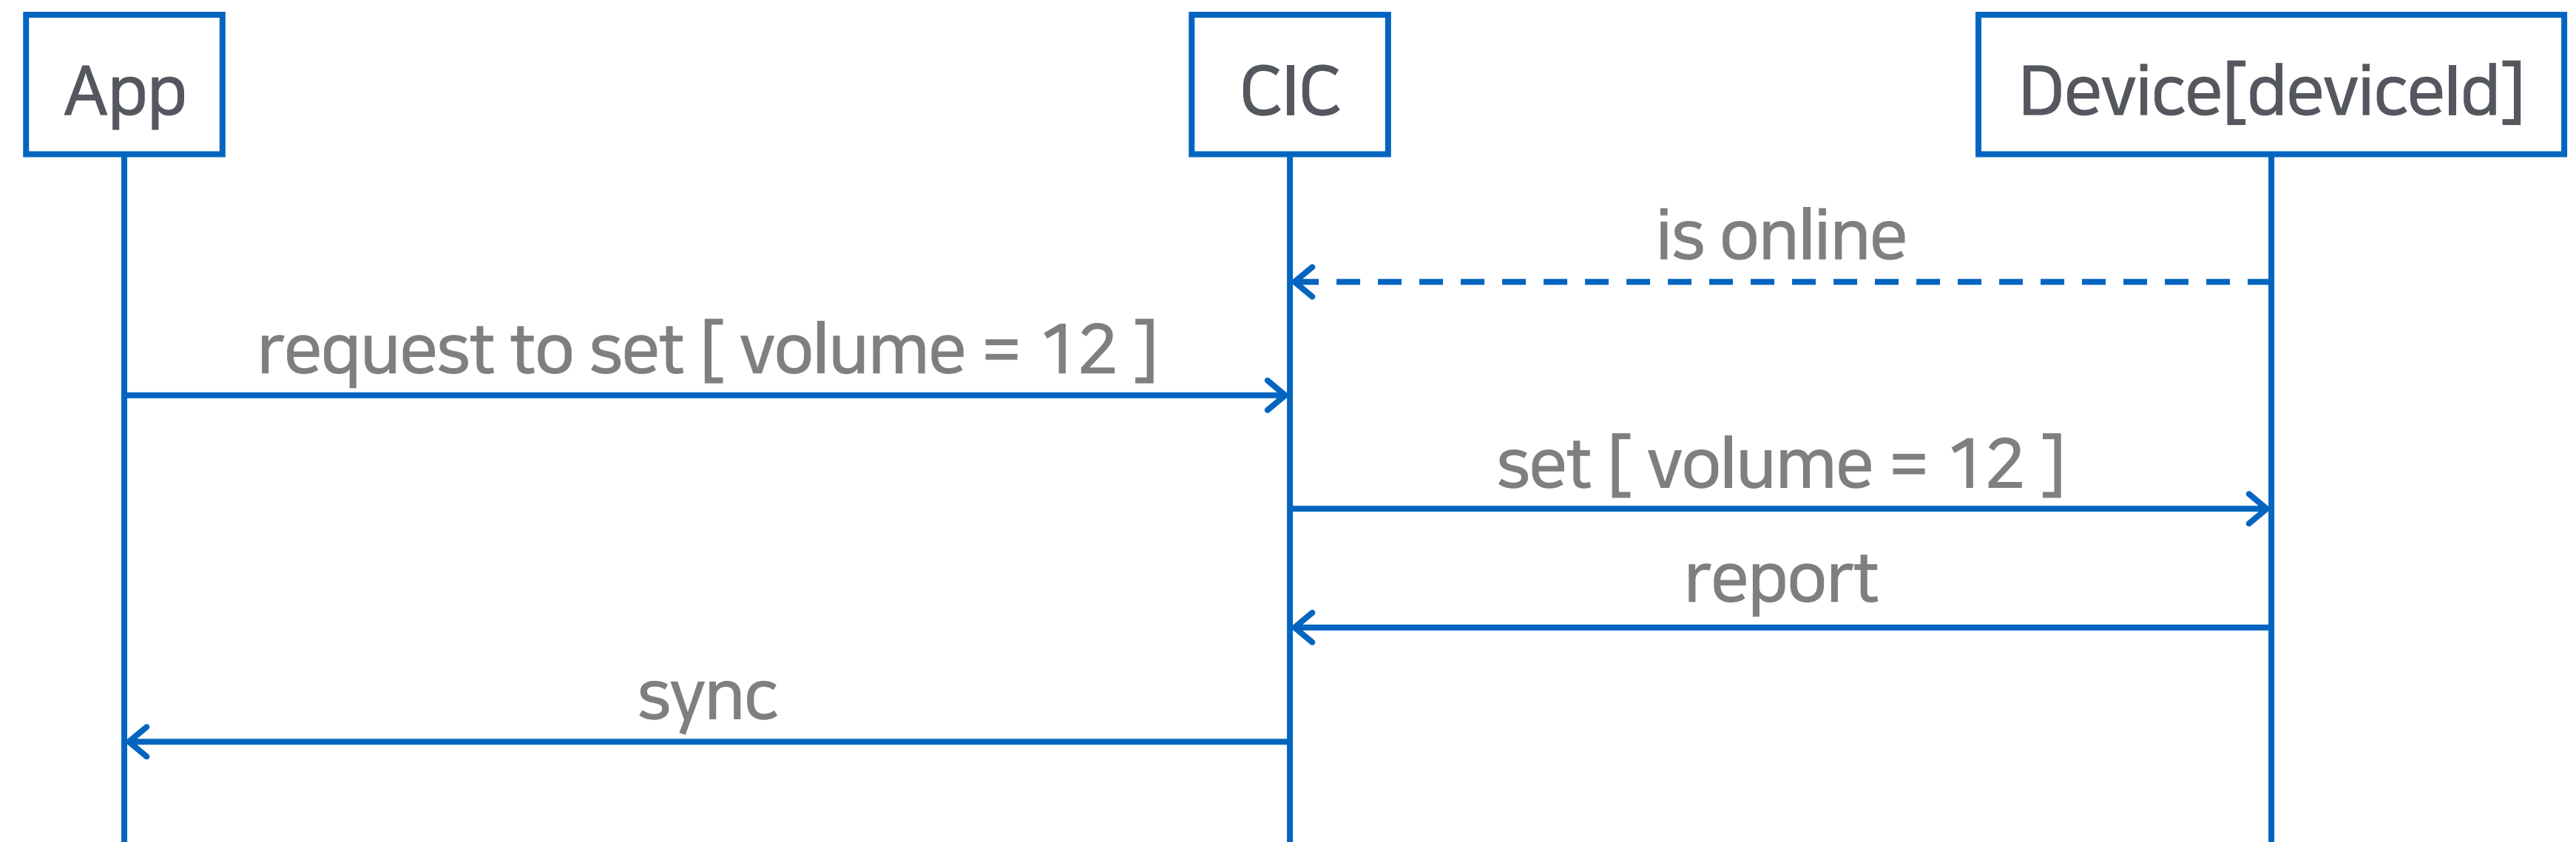 App
CIC
Device[deviceId]
is online
request to set [ volume = 12 ]
set [ volume = 12 ]
report
sync